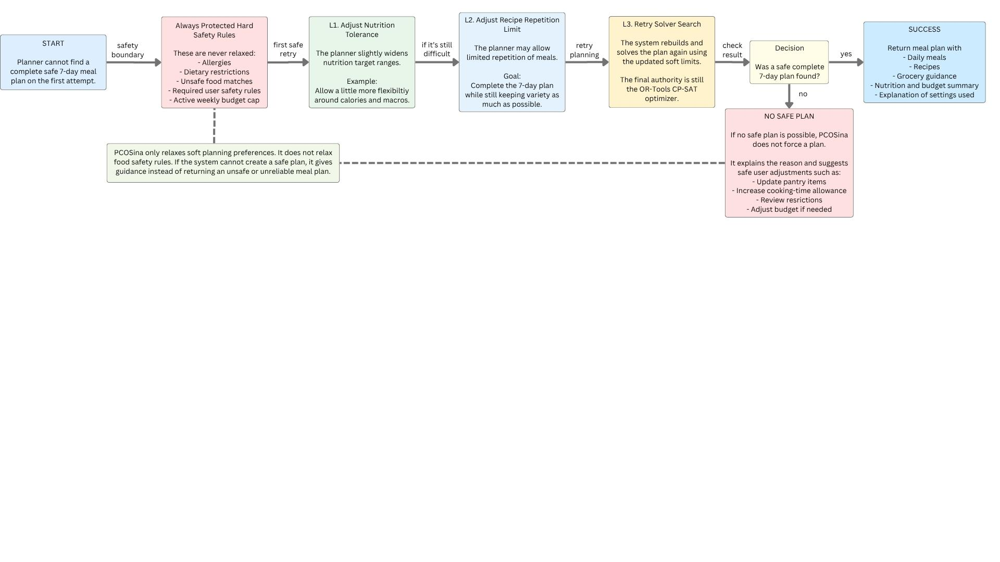 START
Planner cannot find a
complete safe 7-day meal
plan on the first attempt.
safety
boundary
Always Protected Hard
Safety Rules
These are never relaxed:
- Allergies
- Dietary restrictions
- Unsafe food matches
- Required user safety rules
- Active weekly budget cap
first safe
retry
L1. Adjust Nutrition
Tolerance
The planner slightly widens
nutrition target ranges.
Example:
Allow a little more flexibiltiy
around calories and macros.
if it's still
difficult
L2. Adjust Recipe Repetition
Limit
The planner may allow
limited repetition of meals.
Goal:
Complete the 7-day plan
while still keeping variety as
much as possible.
retry
planning
L3. Retry Solver Search
The system rebuilds and
solves the plan again using
the updated soft limits.
The final authority is still
the OR-Tools CP-SAT
optimizer.
check
result
Decision
Was a safe complete
7-day plan found?
yes
SUCCESS
Return meal plan with
- Daily meals
- Recipes
- Grocery guidance
- Nutrition and budget summary
- Explanation of settings used
no
NO SAFE PLAN
If no safe plan is possible, PCOSina
does not force a plan.
It explains the reason and suggests
safe user adjustments such as:
- Update pantry items
- Increase cooking-time allowance
- Review resrictions
- Adjust budget if needed
PCOSina only relaxes soft planning preferences. It does not relax
food safety rules. If the system cannot create a safe plan, it gives
guidance instead of returning an unsafe or unreliable meal plan.